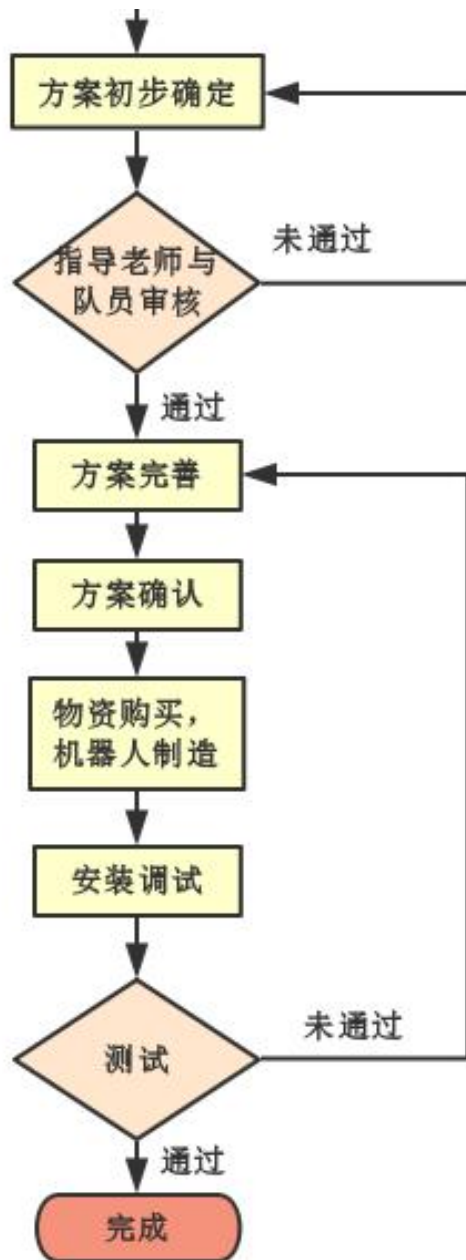 方案初步确定
未通过
指导老师与
队员审核
通过
方案完善
方案确认
物资购买，
机器人制造
安装调试
未通过
测试
通过
完成